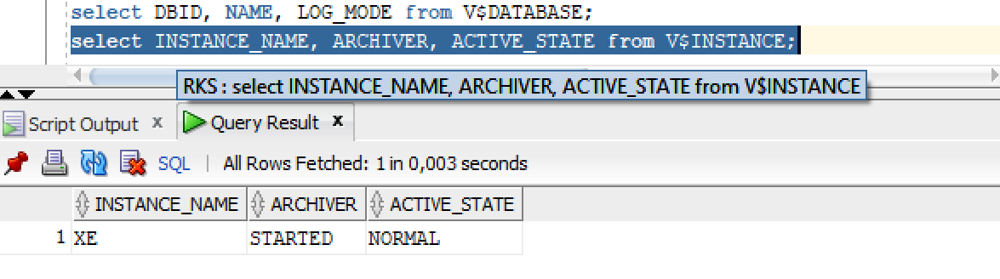 select DBID, NAME, LOG_MODE from V$DATABASE;
select INSTANCE_NAME, ARCHIVER, ACTIVE_STATE from V$INSTANCE;
RKS : select INSTANCE_NAME, ARCHIVER, ACTIVE_STATE from V$INSTANCE
Script Output x Query Result x
SQL | All Rows Fetched: 1 in 0,003 seconds
INSTANCE_NAME ARCHIVER ACTIVE_STATE
1 XE STARTED NORMAL